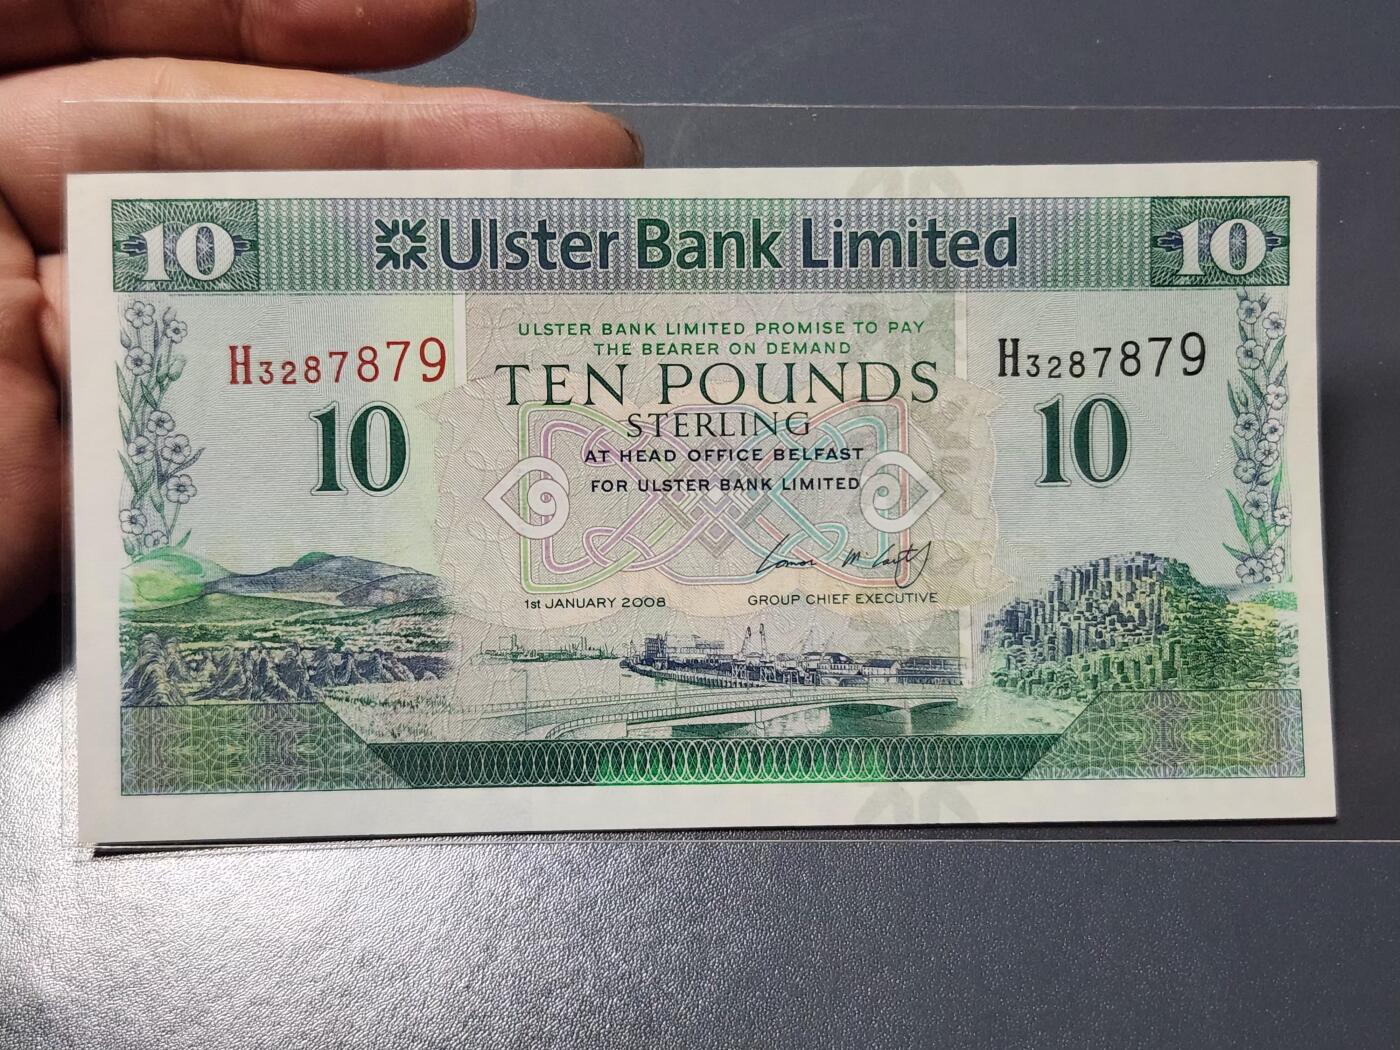 10 Ulster Bank Limited 10
ULSTER BANK LIMITED PROMISE TO PAY
THE BEARER ON DEMAND
H3287879 H3287879
TEN POUNDS
STERLING
10 10
AT HEAD OFFICE BELFAST
FOR ULSTER BANK LIMITED
1st JANUARY 2008 GROUP CHIEF EXECUTIVE